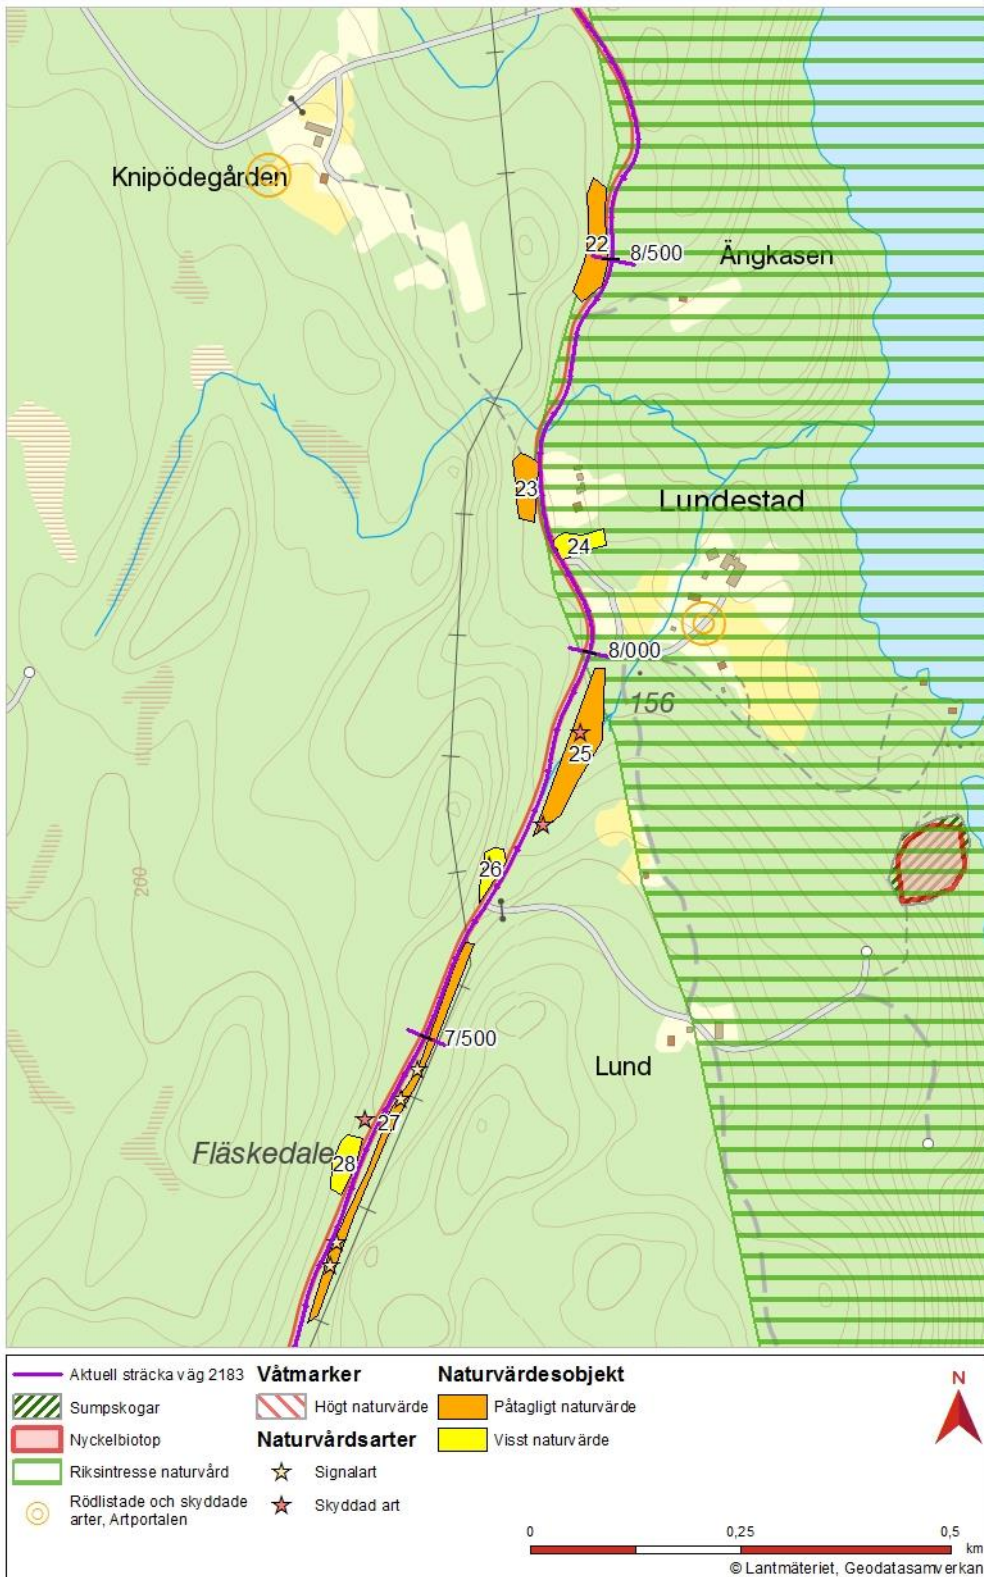 Knipödegården
22
8/500
Ängkasen
23
Lundestad
24
8/000
156
25
26
200
7/500
Lund
27
Fläskedale
28
Aktuell sträcka väg 2183
Sumpskogar
Nyckelbiotop
Riksintresse naturvård
Rödlistade och skyddade
arter, Artportalen
Våtmarker
Högt naturvärde
Naturvårdsarter
Signalart
Skyddad art
Naturvärdesobjekt
Påtagligt naturvärde
Visst naturvärde
N
0 0,25 0,5
km
© Lantmäteriet, Geodatasamverkan